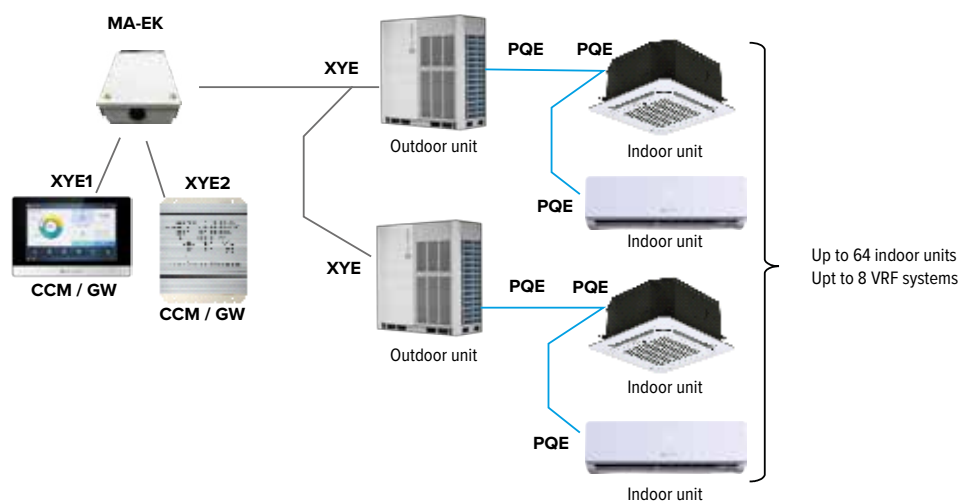 MA-EK
XYE
PQE
PQE
Outdoor unit
Indoor unit
XYE1
XYE2
PQE
Indoor unit
CCM / GW
CCM / GW
XYE
PQE
PQE
Outdoor unit
Indoor unit
PQE
Indoor unit
Up to 64 indoor units
Upt to 8 VRF systems